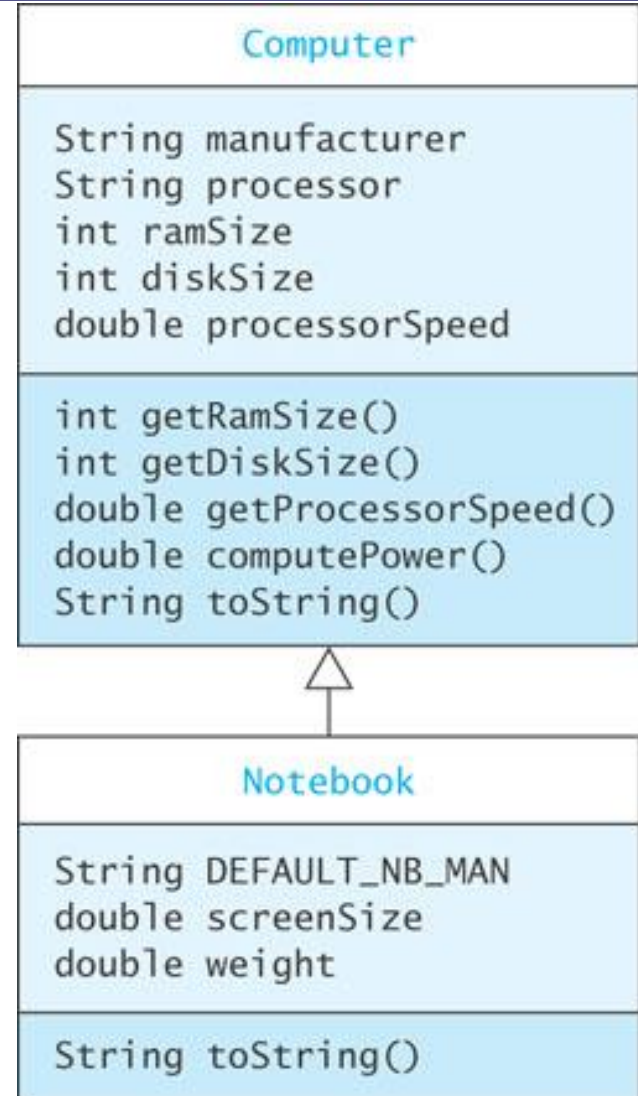 Computer
String manufacturer
String processor
int ramSize
int diskSize
double processorSpeed
int getRamSize()
int getDiskSize()
double getProcessorSpeed()
double computePower()
String toString()
Notebook
String DEFAULT_NB_MAN
double screenSize
double weight
String toString()